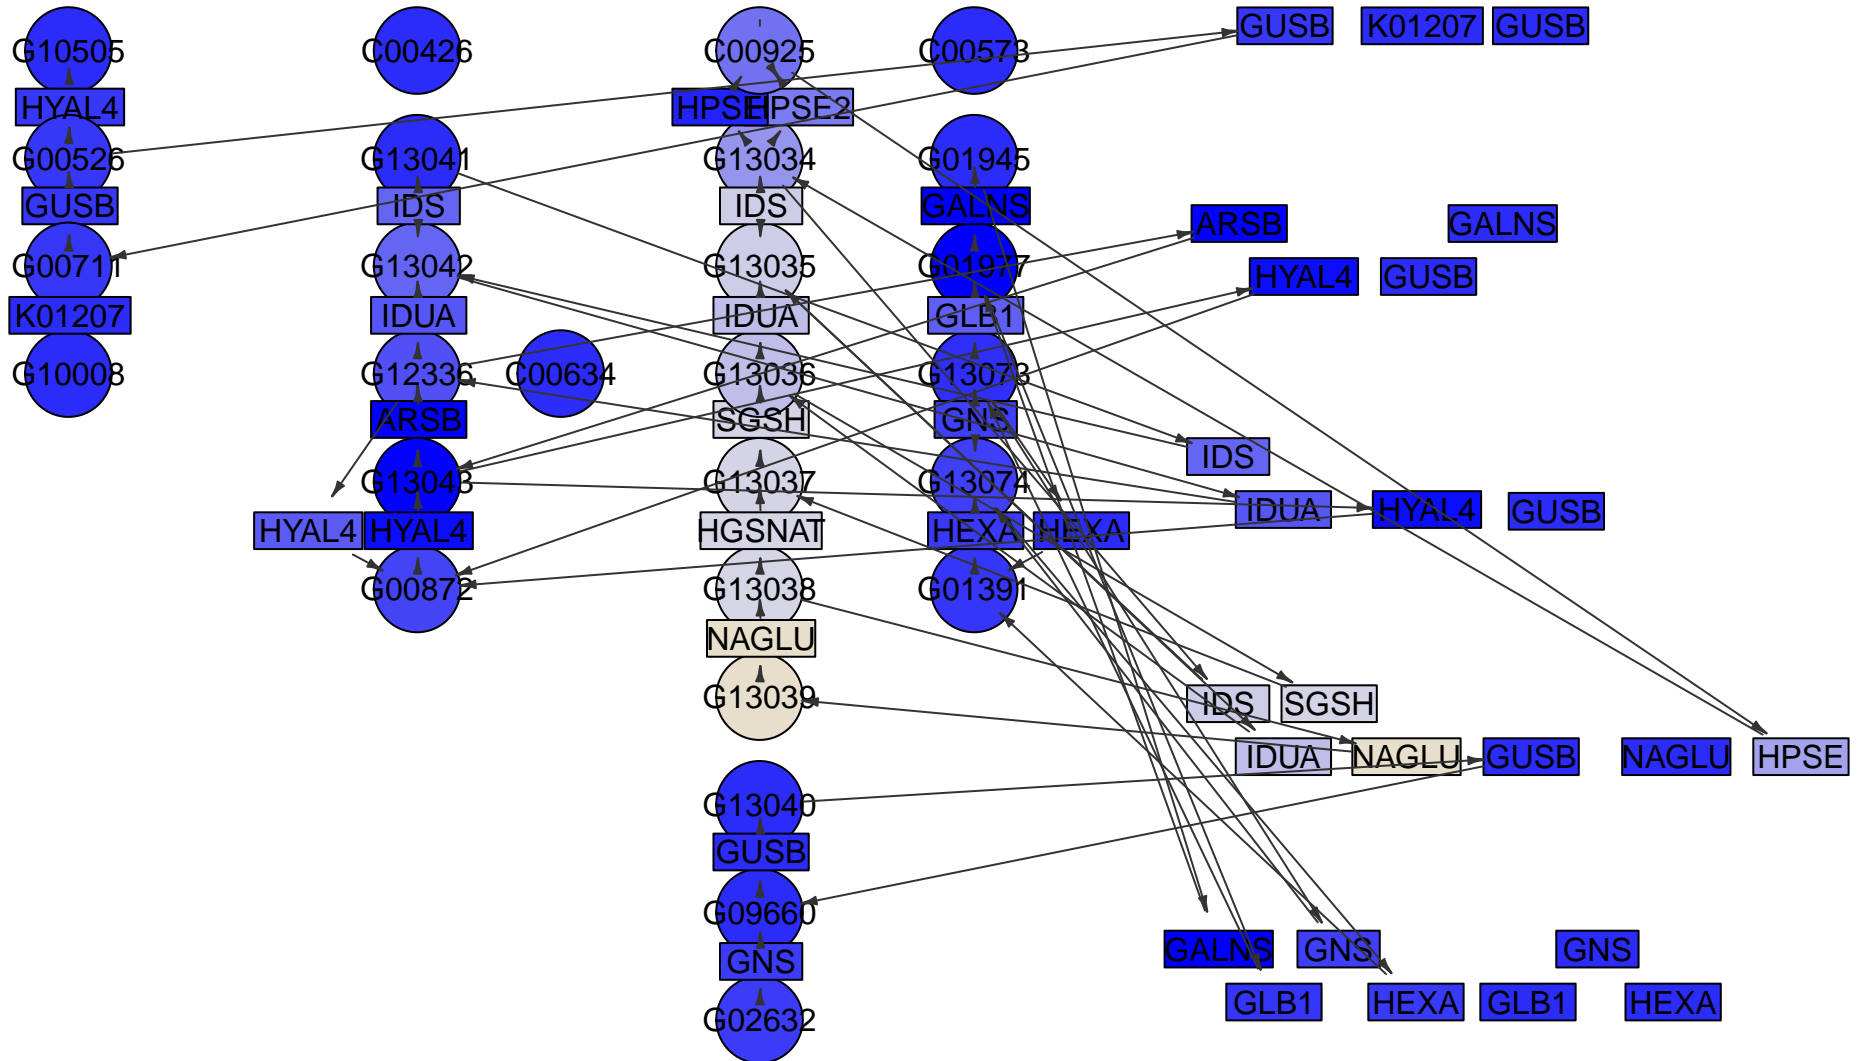 G10505 C00426 C00925 C00573 GUSB K01207 GUSB
HYAL4 HPSE HPSE2
G00526 G13041 G13034 G01945
GUSB IDS IDS GALNS ARSB GALNS
G00711 G13042 G13035 G01977 HYAL4 GUSB
K01207 IDUA IDUA GLB1
G10008 G12336 C00634 G13036 G13073
ARSB SGSH GNS
IDS
G13043 G13037 G13074
IDUA HYAL4 GUSB
HYAL4 HYAL4 HGSNAT HEXA HEXA
G00872 G13038 G01391
NAGLU
G13039 IDS SGSH
IDUA NAGLU GUSB NAGLU HPSE
G13040
GUSB
G09660
GNS GALNS GNS GNS
G02632 GLB1 HEXA GLB1 HEXA